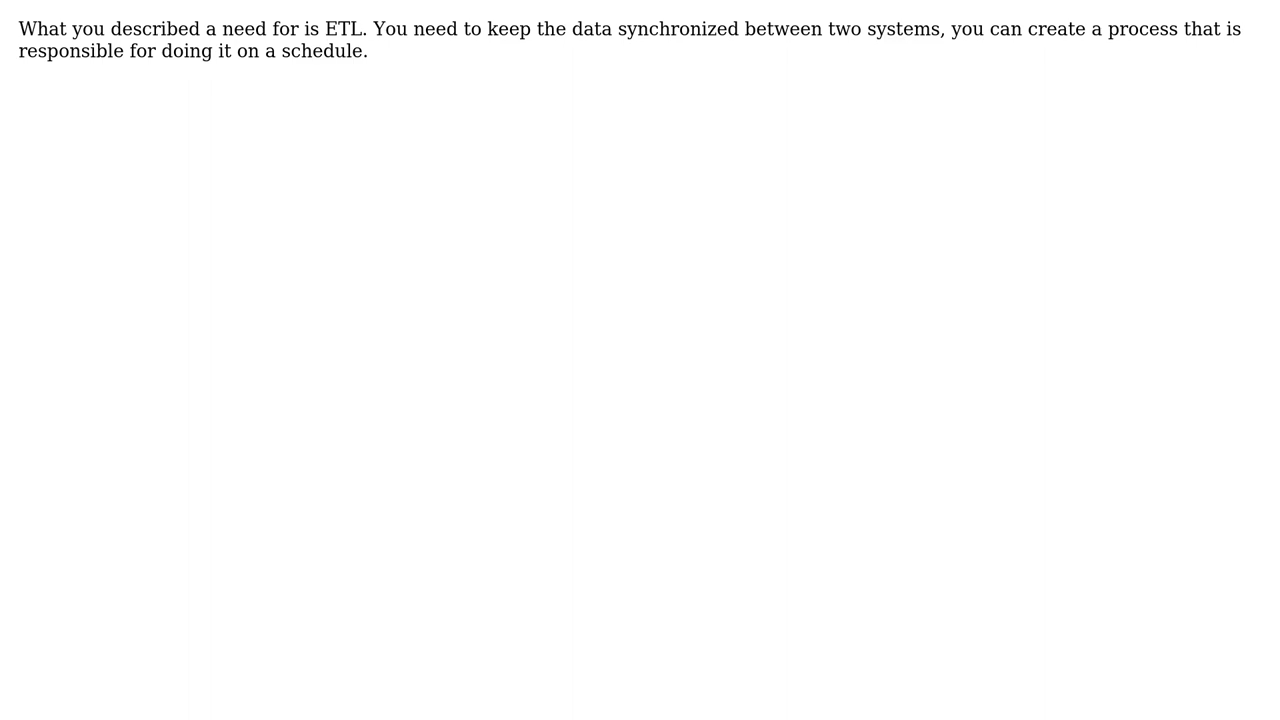 What you described a need for is ETL. You need to keep the data synchronized between two systems, you can create a process that is
responsible for doing it on a schedule.